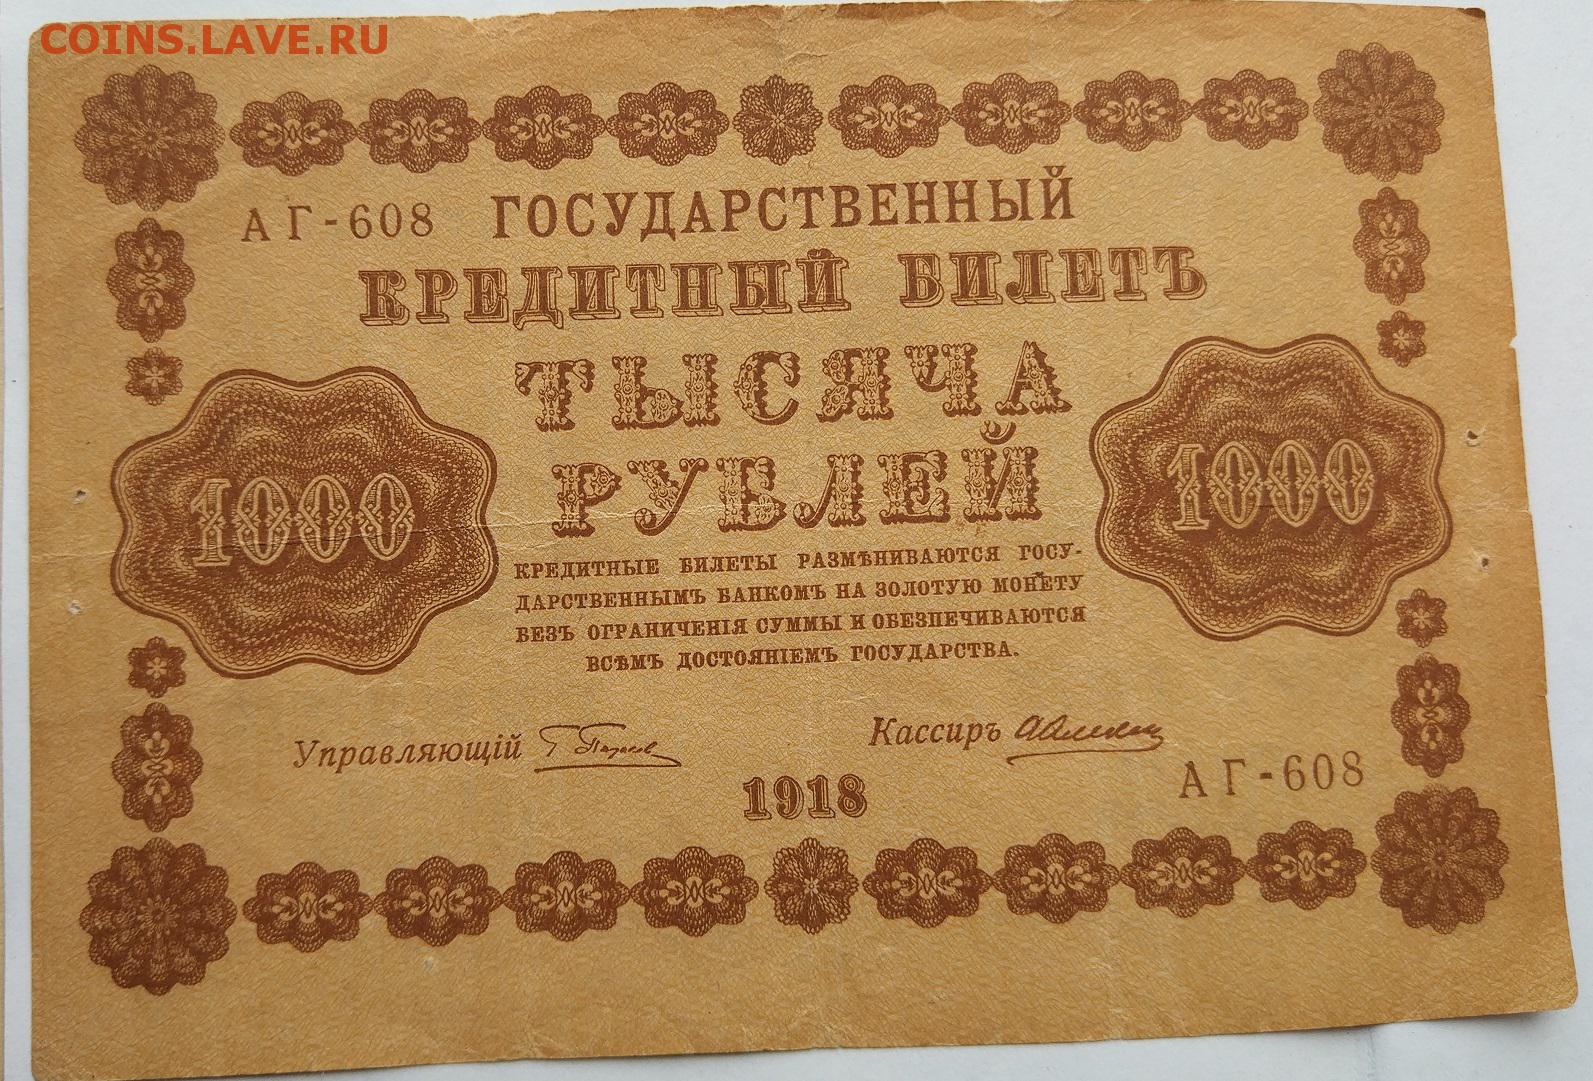 COINS.LAVE.RU
АГ-608 ГОСУДАРСТВЕННЫЙ
КРЕДИТНЫЙ БИЛЕТЪ
ТЫСЯЧА
РУБЛЕЙ
1000 1000
КРЕДИТНЫЕ БИЛЕТЫ РАЗМѢНИВАЮТСЯ ГОСУ-
ДАРСТВЕННЫМЪ БАНКОМЪ НА ЗОЛОТУЮ МОНЕТУ
БЕЗЪ ОГРАНИЧЕНІЯ СУММЫ И ОБЕЗПЕЧИВАЮТСЯ
ВСѢМЪ ДОСТОЯНІЕМЪ ГОСУДАРСТВА.
Управляющій Кассиръ
1918 АГ-608